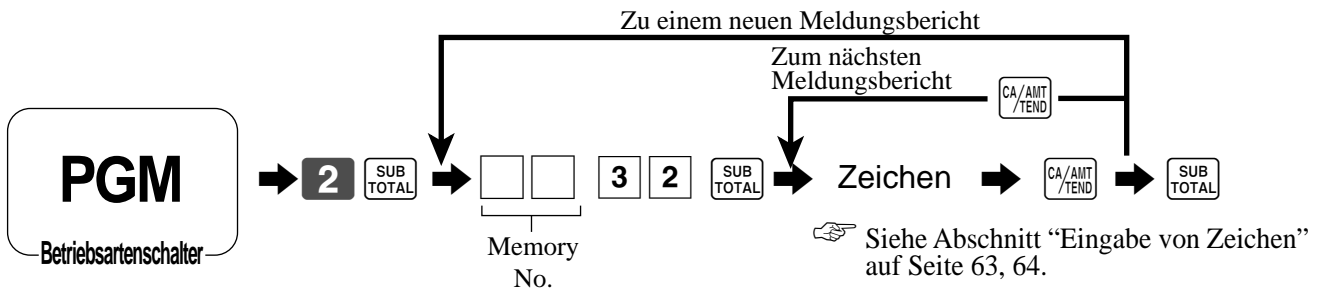 Zu einem neuen Meldungsbericht
Zum nächsten
Meldungsbericht
CA/AMT
/TEND
PGM
Betriebsartenschalter
2 SUB TOTAL 3 2 SUB TOTAL Zeichen CA/AMT /TEND SUB TOTAL
Memory
No.
Siehe Abschnitt “Eingabe von Zeichen”
auf Seite 63, 64.